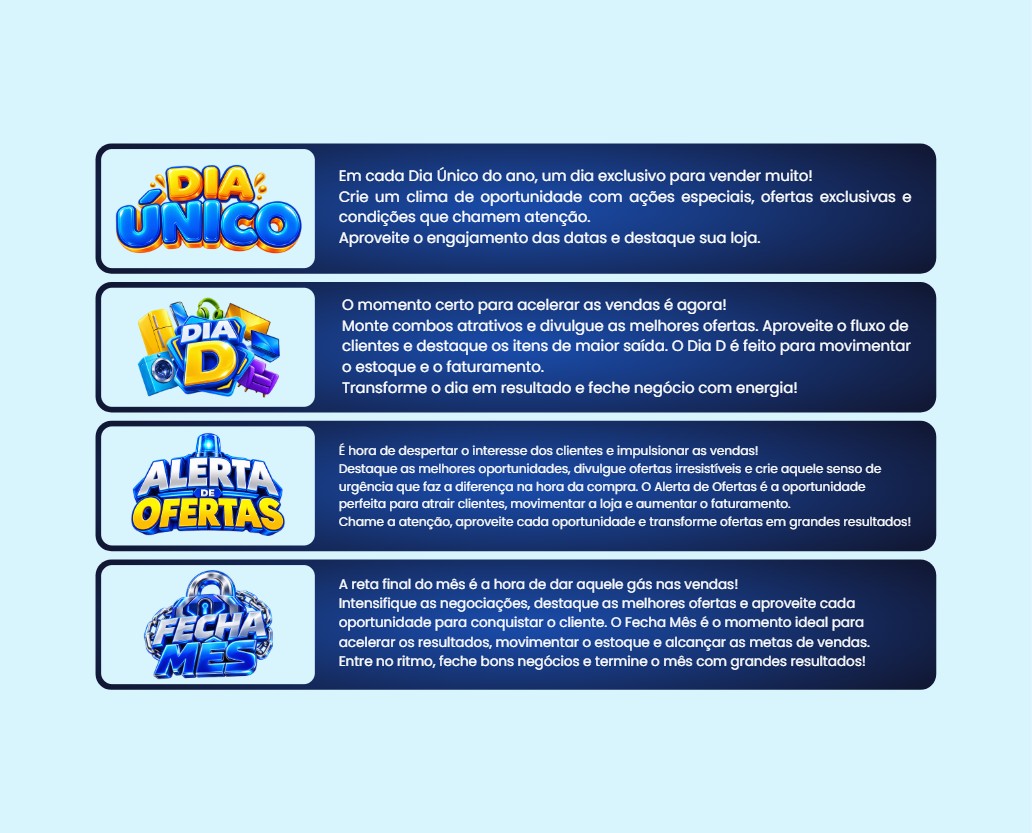 DIA
ÚNICO
Em cada Dia Único do ano, um dia exclusivo para vender muito!
Crie um clima de oportunidade com ações especiais, ofertas exclusivas e
condições que chamem atenção.
Aproveite o engajamento das datas e destaque sua loja.
DIA
D
O momento certo para acelerar as vendas é agora!
Monte combos atrativos e divulgue as melhores ofertas. Aproveite o fluxo de
clientes e destaque os itens de maior saída. O Dia D é feito para movimentar
o estoque e o faturamento.
Transforme o dia em resultado e feche negócio com energia!
ALERTA
DE
OFERTAS
É hora de despertar o interesse dos clientes e impulsionar as vendas!
Destaque as melhores oportunidades, divulgue ofertas irresistíveis e crie aquele senso de
urgência que faz a diferença na hora da compra. O Alerta de Ofertas é a oportunidade
perfeita para atrair clientes, movimentar a loja e aumentar o faturamento.
Chame a atenção, aproveite cada oportunidade e transforme ofertas em grandes resultados!
FECHA
MÊS
A reta final do mês é a hora de dar aquele gás nas vendas!
Intensifique as negociações, destaque as melhores ofertas e aproveite cada
oportunidade para conquistar o cliente. O Fecha Mês é o momento ideal para
acelerar os resultados, movimentar o estoque e alcançar as metas de vendas.
Entre no ritmo, feche bons negócios e termine o mês com grandes resultados!